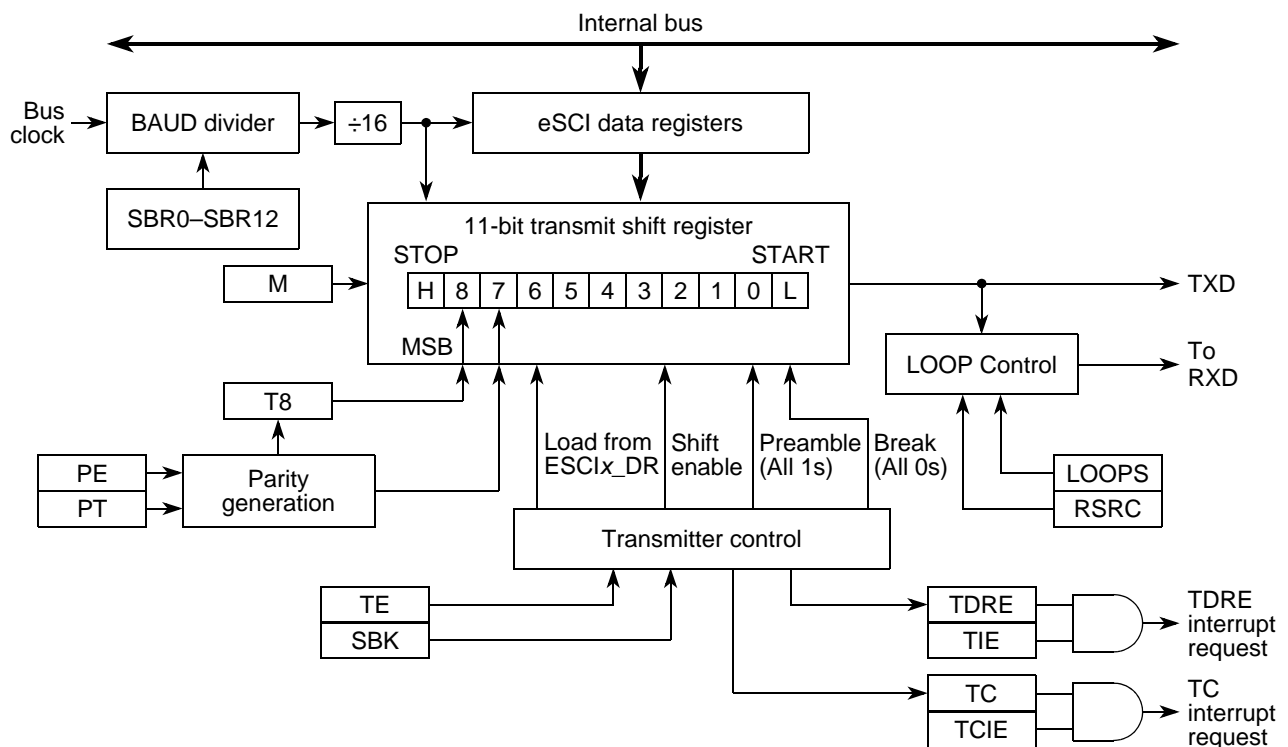 Internal bus
Bus
clock
BAUD divider
÷16
eSCI data registers
SBR0–SBR12
11-bit transmit shift register
STOP
START
M
H 8 7 6 5 4 3 2 1 0 L
TXD
MSB
LOOP Control
To
RXD
T8
Load from
ESCIx_DR
Shift
enable
Preamble
(All 1s)
Break
(All 0s)
PE
PT
Parity
generation
LOOPS
RSRC
Transmitter control
TE
SBK
TDRE
TIE
TDRE
interrupt
request
TC
TCIE
TC
interrupt
request